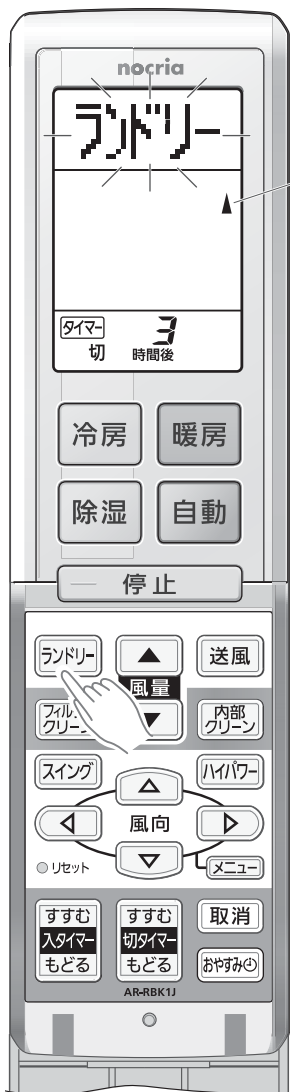 nocria
ランドリー
タイマー 3
切 時間後
冷房 暖房
除湿 自動
停止
ランドリー ▲ 送風
風量
フィル
クリー ▼ 内部
クリーン
スイング △ ハイパワー
◁ 風向 ▷
リセット ▽ メニュー
すすむ すすむ 取消
入タイマー 切タイマー
もどる もどる おやすみ
AR-RBK1J